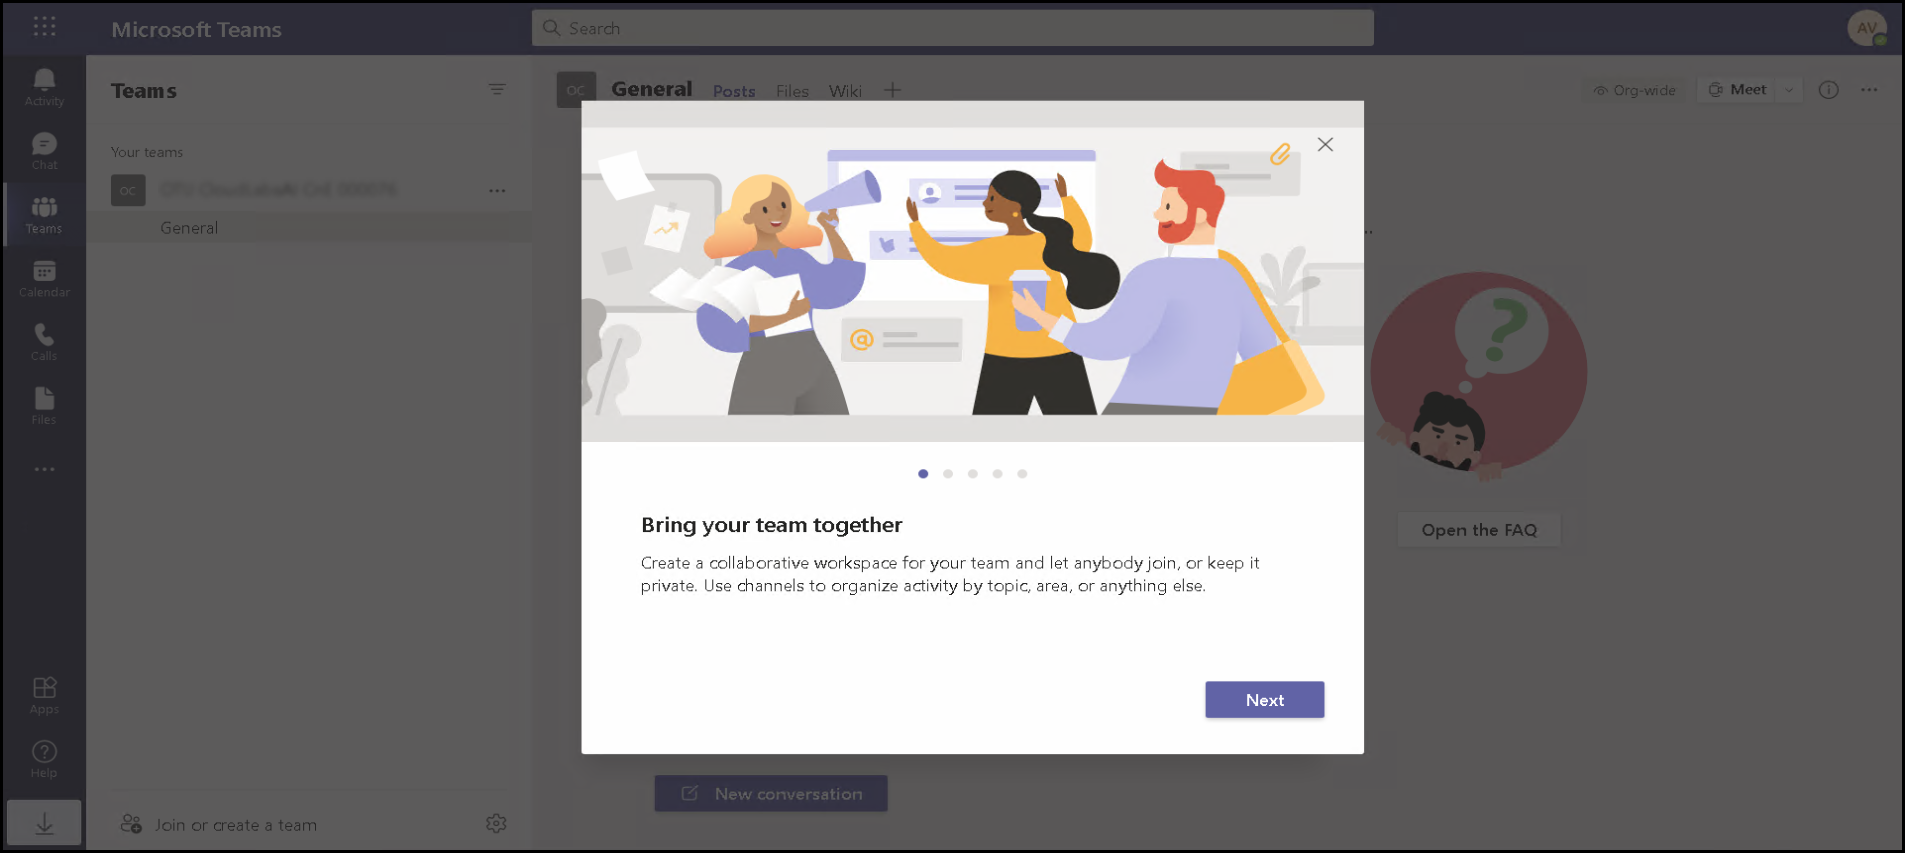 Microsoft Teams
Search
AV
Activity
Chat
Teams
Calendar
Calls
Files
Apps
Help
Teams
Your teams
OC
General
Join or create a team
OC
General Posts Files Wiki
Org-wide
Meet
Bring your team together
Create a collaborative workspace for your team and let anybody join, or keep it
private. Use channels to organize activity by topic, area, or anything else.
Next
Open the FAQ
New conversation